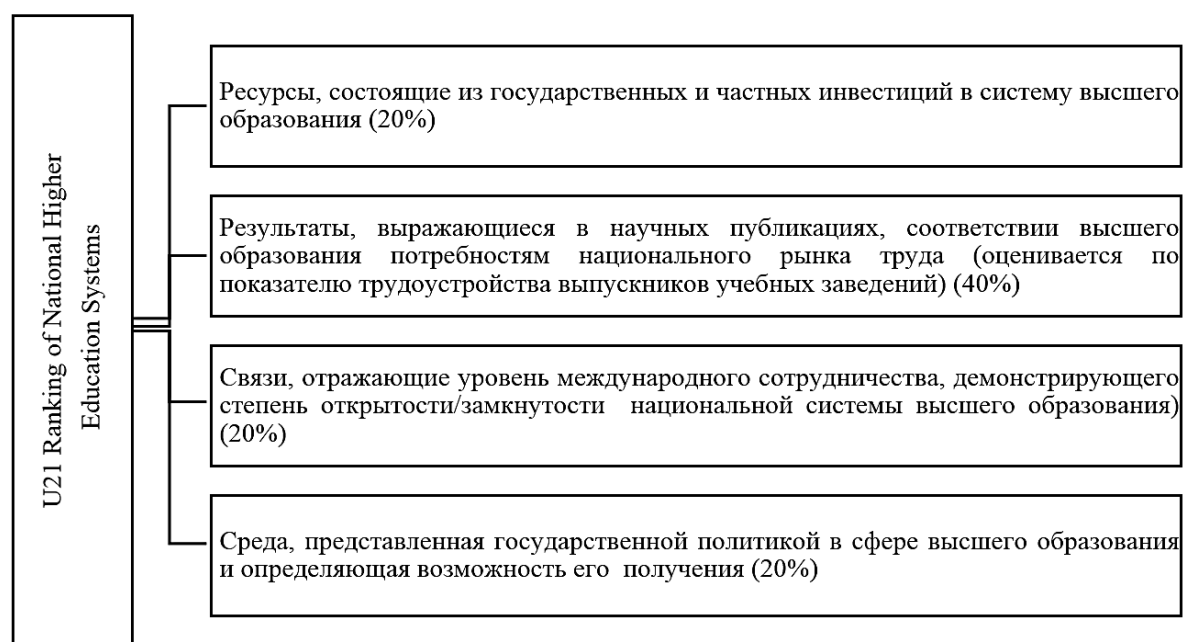 U21 Ranking of National Higher
Education Systems
Ресурсы, состоящие из государственных и частных инвестиций в систему высшего
образования (20%)
Результаты, выражающиеся в научных публикациях, соответствии высшего
образования потребностям национального рынка труда (оценивается по
показателю трудоустройства выпускников учебных заведений) (40%)
Связи, отражающие уровень международного сотрудничества, демонстрирующего
степень открытости/замкнутости национальной системы высшего образования)
(20%)
Среда, представленная государственной политикой в сфере высшего образования
и определяющая возможность его получения (20%)